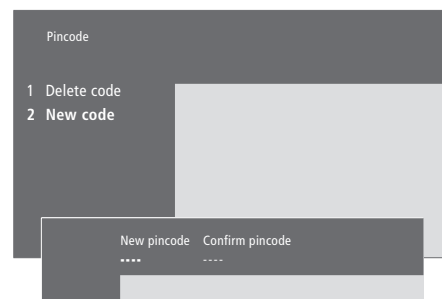 Pincode
1 Delete code
2 New code
New pincode Confirm pincode
---- ----